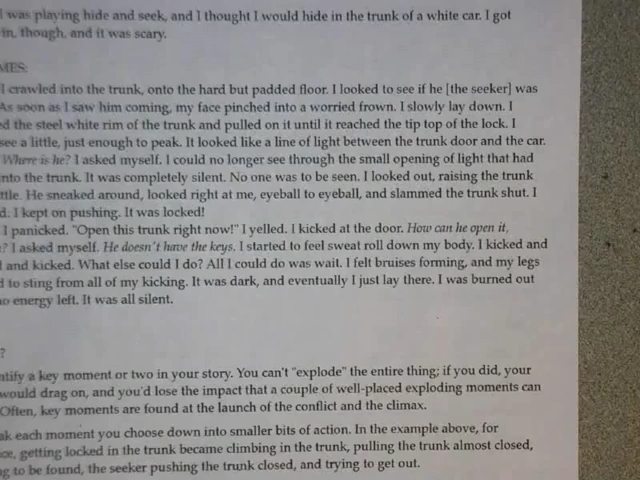 I was playing hide and seek, and I thought I would hide in the trunk of a white car. I got
in, though, and it was scary.
MES:
I crawled into the trunk, onto the hard but padded floor. I looked to see if he [the seeker] was
As soon as I saw him coming, my face pinched into a worried frown. I slowly lay down. I
ed the steel white rim of the trunk and pulled on it until it reached the tip top of the lock. I
see a little, just enough to peak. It looked like a line of light between the trunk door and the car.
Where is he? I asked myself. I could no longer see through the small opening of light that had
nto the trunk. It was completely silent. No one was to be seen. I looked out, raising the trunk
ttle. He sneaked around, looked right at me, eyeball to eyeball, and slammed the trunk shut. I
d. I kept on pushing. It was locked!
I panicked. "Open this trunk right now!" I yelled. I kicked at the door. How can he open it,
? I asked myself. He doesn't have the keys. I started to feel sweat roll down my body. I kicked and
d and kicked. What else could I do? All I could do was wait. I felt bruises forming, and my legs
d to sting from all of my kicking. It was dark, and eventually I just lay there. I was burned out
no energy left. It was all silent.
?
ntify a key moment or two in your story. You can't "explode" the entire thing; if you did, your
would drag on, and you'd lose the impact that a couple of well-placed exploding moments can
Often, key moments are found at the launch of the conflict and the climax.
ak each moment you choose down into smaller bits of action. In the example above, for
ce, getting locked in the trunk became climbing in the trunk, pulling the trunk almost closed,
ng to be found, the seeker pushing the trunk closed, and trying to get out.